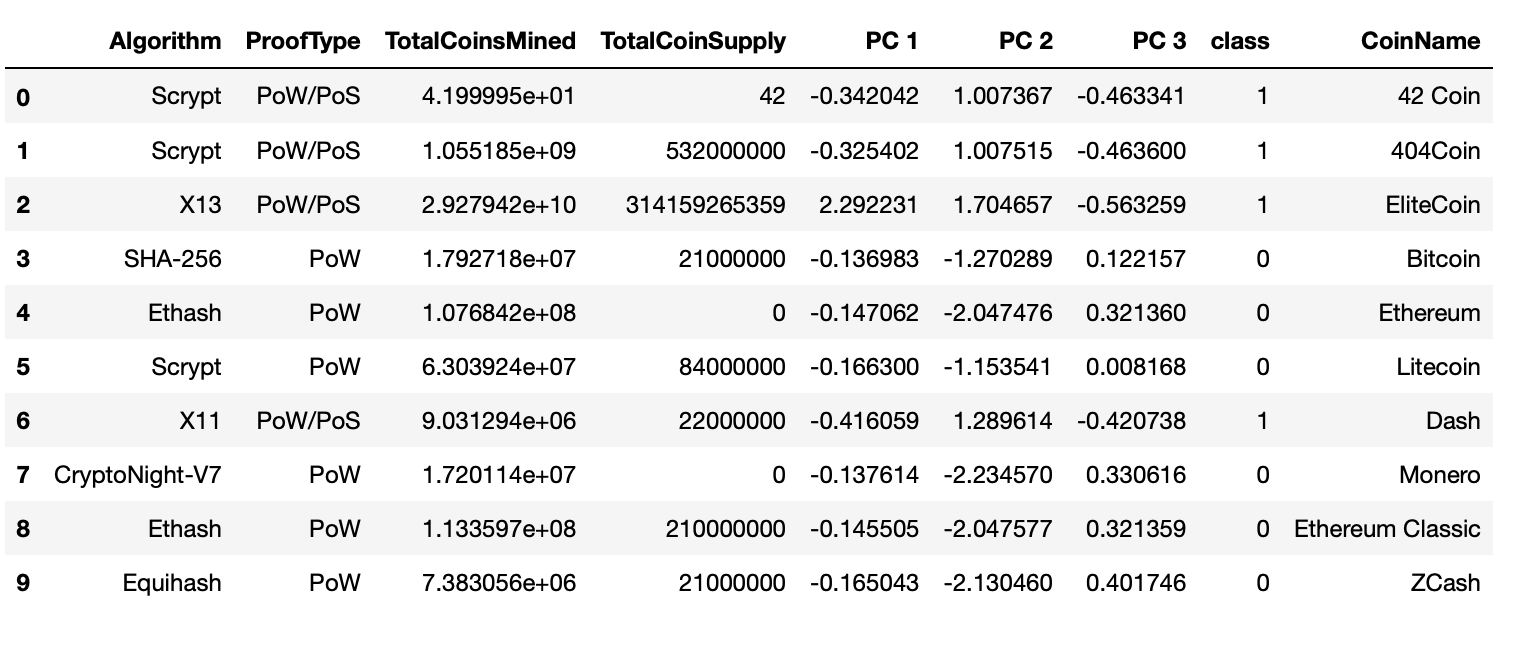 Algorithm ProofType TotalCoinsMined TotalCoinSupply PC 1 PC 2 PC 3 class CoinName
0 Scrypt PoW/PoS 4.199995e+01 42 -0.342042 1.007367 -0.463341 1 42 Coin
1 Scrypt PoW/PoS 1.055185e+09 532000000 -0.325402 1.007515 -0.463600 1 404Coin
2 X13 PoW/PoS 2.927942e+10 314159265359 2.292231 1.704657 -0.563259 1 EliteCoin
3 SHA-256 PoW 1.792718e+07 21000000 -0.136983 -1.270289 0.122157 0 Bitcoin
4 Ethash PoW 1.076842e+08 0 -0.147062 -2.047476 0.321360 0 Ethereum
5 Scrypt PoW 6.303924e+07 84000000 -0.166300 -1.153541 0.008168 0 Litecoin
6 X11 PoW/PoS 9.031294e+06 22000000 -0.416059 1.289614 -0.420738 1 Dash
7 CryptoNight-V7 PoW 1.720114e+07 0 -0.137614 -2.234570 0.330616 0 Monero
8 Ethash PoW 1.133597e+08 210000000 -0.145505 -2.047577 0.321359 0 Ethereum Classic
9 Equihash PoW 7.383056e+06 21000000 -0.165043 -2.130460 0.401746 0 ZCash